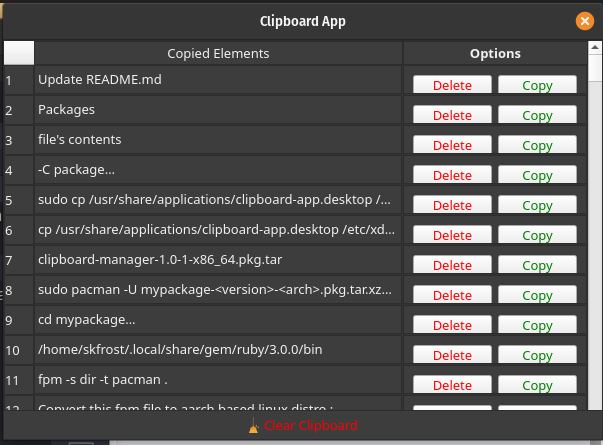 Clipboard App
Copied Elements Options
1 Update README.md Delete Copy
2 Packages Delete Copy
3 file's contents Delete Copy
4 -C package... Delete Copy
5 sudo cp /usr/share/applications/clipboard-app.desktop /... Delete Copy
6 cp /usr/share/applications/clipboard-app.desktop /etc/xd... Delete Copy
7 clipboard-manager-1.0-1-x86_64.pkg.tar Delete Copy
8 sudo pacman -U mypackage-<version>-<arch>.pkg.tar.xz... Delete Copy
9 cd mypackage... Delete Copy
10 /home/skfrost/.local/share/gem/ruby/3.0.0/bin Delete Copy
11 fpm -s dir -t pacman . Delete Copy
12 Convert this fpm file to aarch based linux distro :
Clear Clipboard